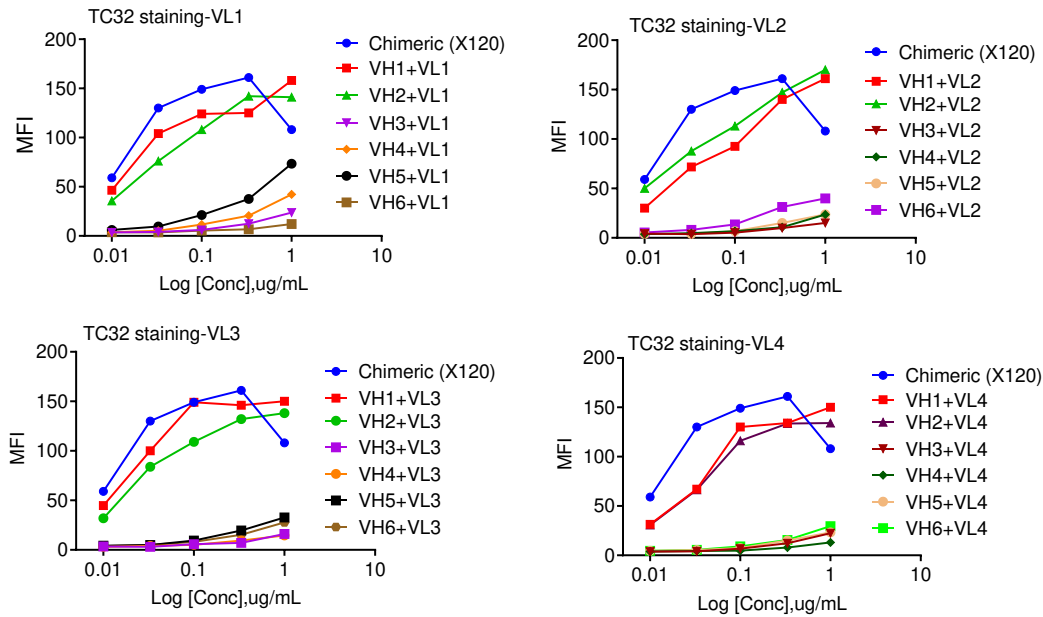 TC32 staining-VL1
200
150
100
50
0
MFI
0.01
0.1
1
10
Log [Conc],ug/mL
Chimeric (X120)
VH1+VL1
VH2+VL1
VH3+VL1
VH4+VL1
VH5+VL1
VH6+VL1
TC32 staining-VL2
200
150
100
50
0
MFI
0.01
0.1
1
10
Log [Conc],ug/mL
Chimeric (X120)
VH1+VL2
VH2+VL2
VH3+VL2
VH4+VL2
VH5+VL2
VH6+VL2
TC32 staining-VL3
200
150
100
50
0
MFI
0.01
0.1
1
10
Log [Conc],ug/mL
Chimeric (X120)
VH1+VL3
VH2+VL3
VH3+VL3
VH4+VL3
VH5+VL3
VH6+VL3
TC32 staining-VL4
200
150
100
50
0
MFI
0.01
0.1
1
10
Log [Conc],ug/mL
Chimeric (X120)
VH1+VL4
VH2+VL4
VH3+VL4
VH4+VL4
VH5+VL4
VH6+VL4